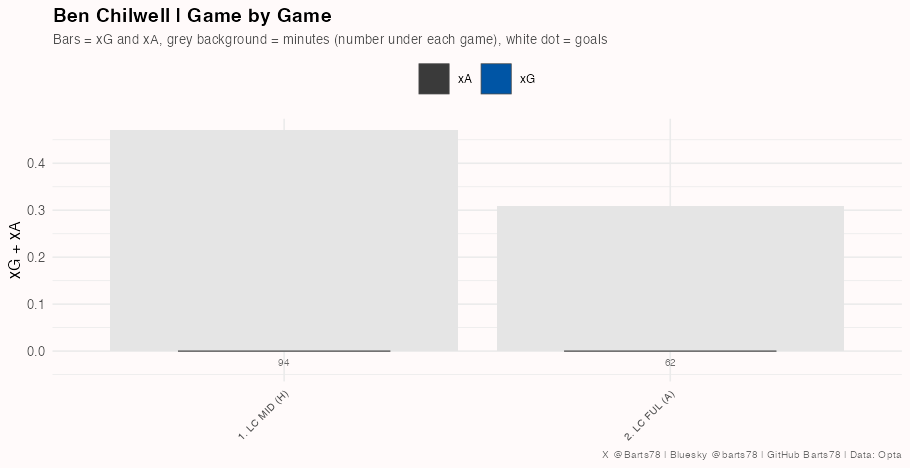 Ben Chilwell | Game by Game
Bars = xG and xA, grey background = minutes (number under each game), white dot = goals
xA xG
xG + xA
0.4
0.3
0.2
0.1
0.0
94 62
1. LC MID (H) 2. LC FUL (A)
X @Barts78 | Bluesky @barts78 | GitHub Barts78 | Data: Opta